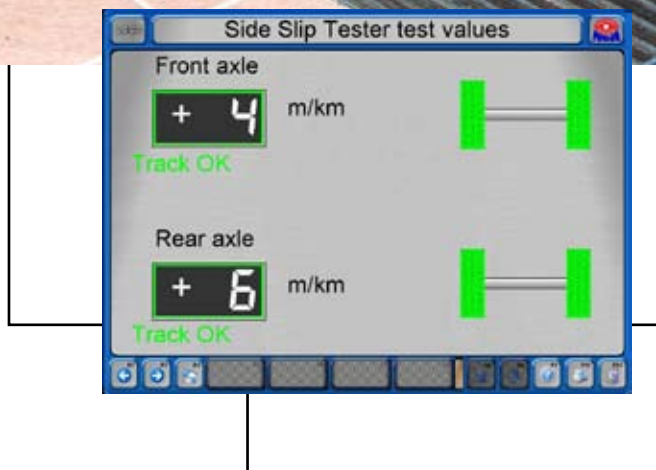 Side Slip Tester test values
Front axle
+ 4 m/km
Track OK
Rear axle
+ 6 m/km
Track OK